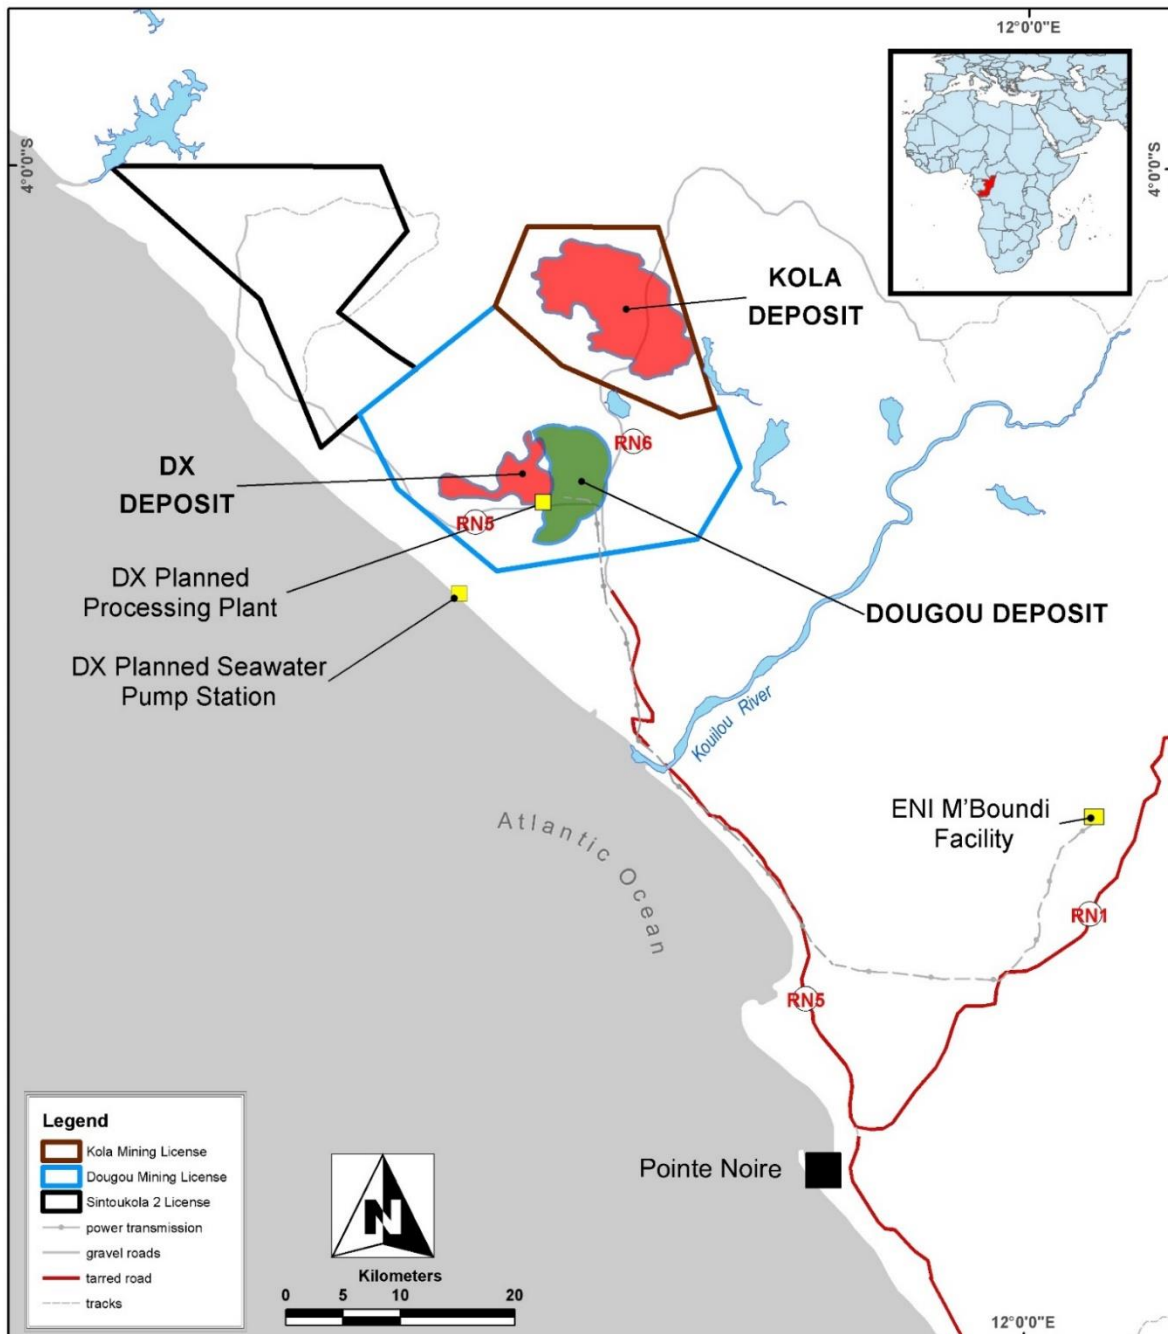 12°0'0"E
4°0'0"S
4°0'0"S
KOLA
DEPOSIT
RN6
DX
DEPOSIT
RN5
DX Planned
Processing Plant
DOUGOU DEPOSIT
DX Planned Seawater
Pump Station
Kouilou River
ENI M'Boundi
Facility
Atlantic Ocean
RN1
RN5
Pointe Noire
Legend
Kola Mining License
Dougou Mining License
Sintoukola 2 License
power transmission
gravel roads
tarred road
tracks
N
Kilometers
0 5 10 20
12°0'0"E